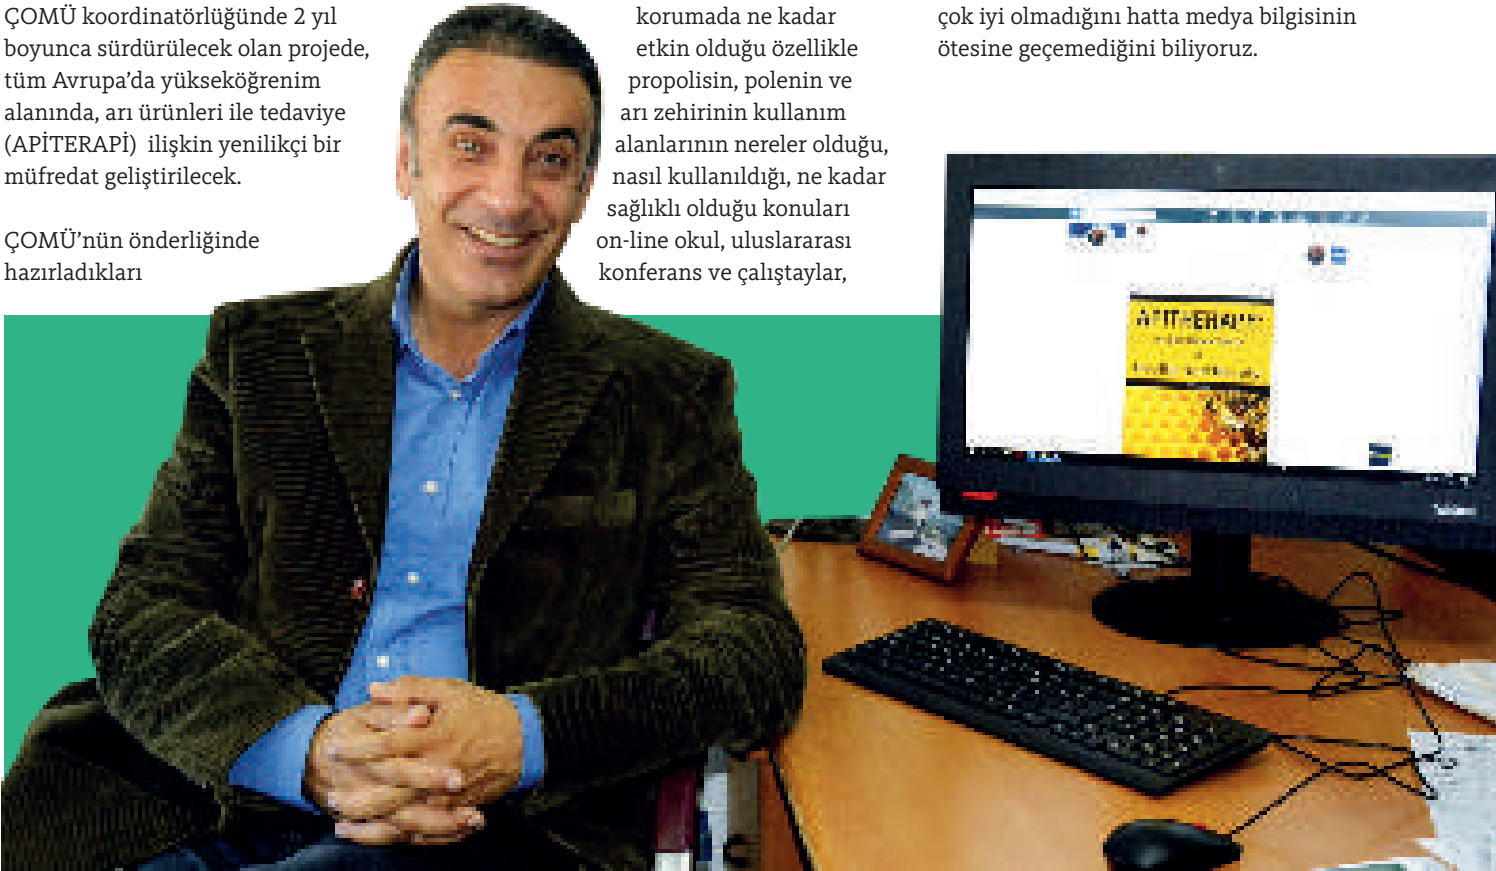 ÇOMÜ koordinatörlüğünde 2 yıl
boyunca sürdürülecek olan projede,
tüm Avrupa’da yükseköğrenim
alanında, arı ürünleri ile tedaviye
(APİTERAPİ) ilişkin yenilikçi bir
müfredat geliştirilecek.
ÇOMÜ’nün önderliğinde
hazırladıkları
korumada ne kadar
etkin olduğu özellikle
propolisin, polenin ve
arı zehirinin kullanım
alanlarının nereler olduğu,
nasıl kullanıldığı, ne kadar
sağlıklı olduğu konuları
on-line okul, uluslararası
konferans ve çalıştaylar,
çok iyi olmadığını hatta medya bilgisinin
ötesine geçemediğini biliyoruz.